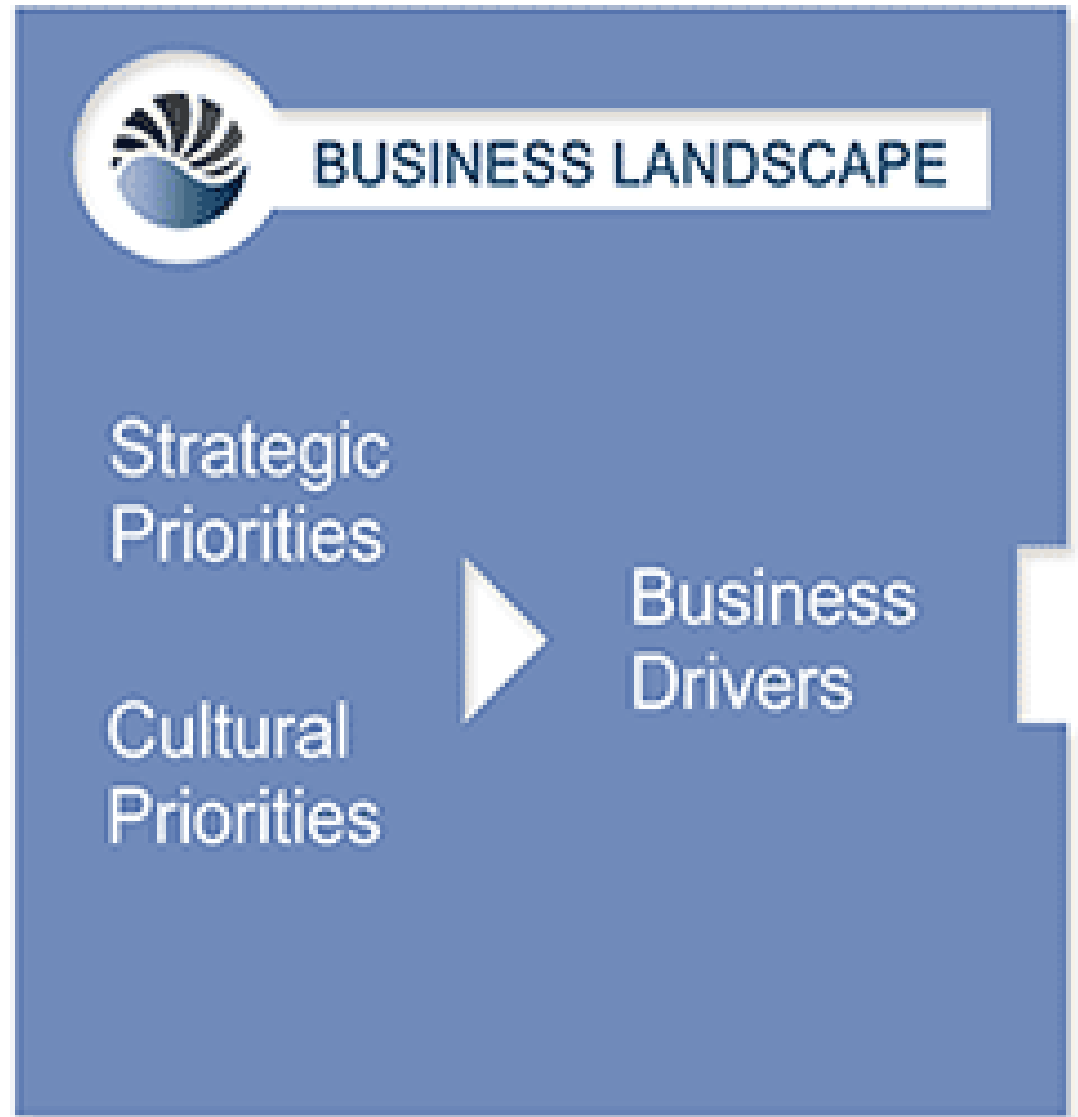 BUSINESS LANDSCAPE
Strategic
Priorities
Cultural
Priorities
Business
Drivers